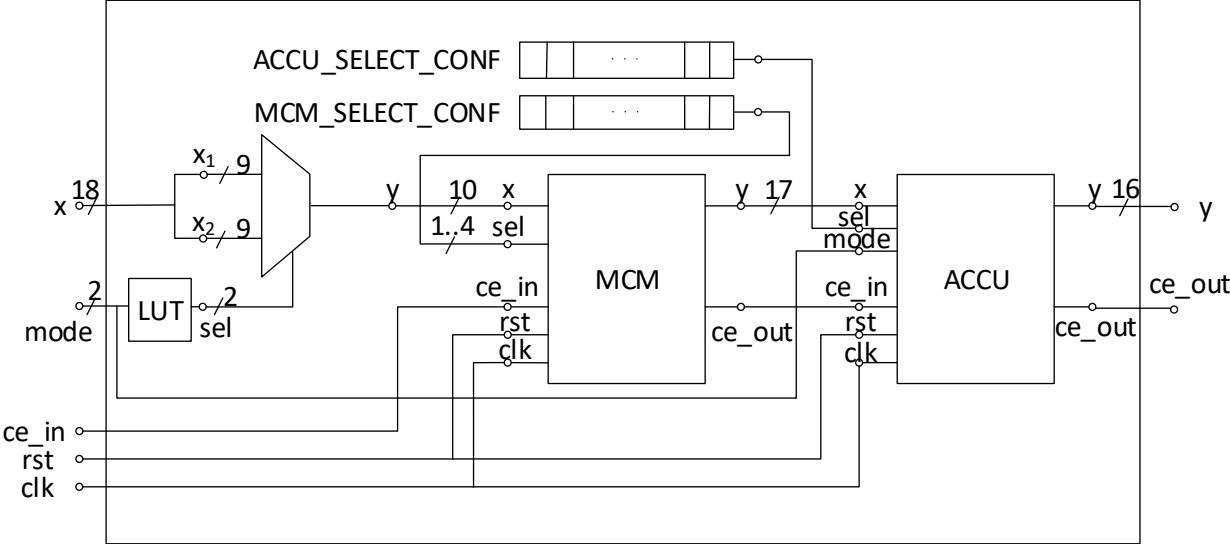 ACCU_SELECT_CONF
. . .
MCM_SELECT_CONF
. . .
x₁ 9
x 18
x₂ 9
y 10 x
1..4 sel
y 17 x
sel
mode
y 16 y
MCM
ACCU
mode 2
LUT
2
sel
ce_in
rst
clk
ce_out
ce_in
rst
clk
ce_out
ce_out
ce_in
rst
clk